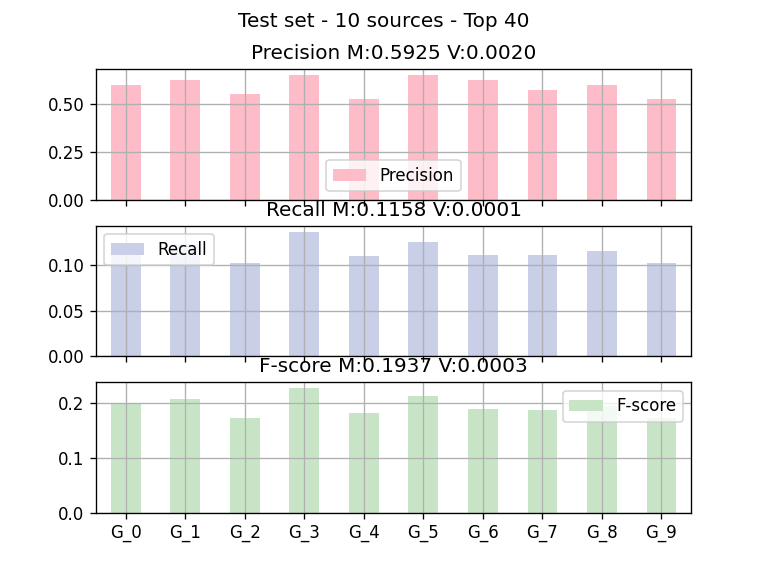 Test set - 10 sources - Top 40
Precision M:0.5925 V:0.0020
0.50
0.25
0.00
Precision
Recall M:0.1158 V:0.0001
Recall
0.10
0.05
0.00
F-score M:0.1937 V:0.0003
F-score
0.2
0.1
0.0
G_0 G_1 G_2 G_3 G_4 G_5 G_6 G_7 G_8 G_9